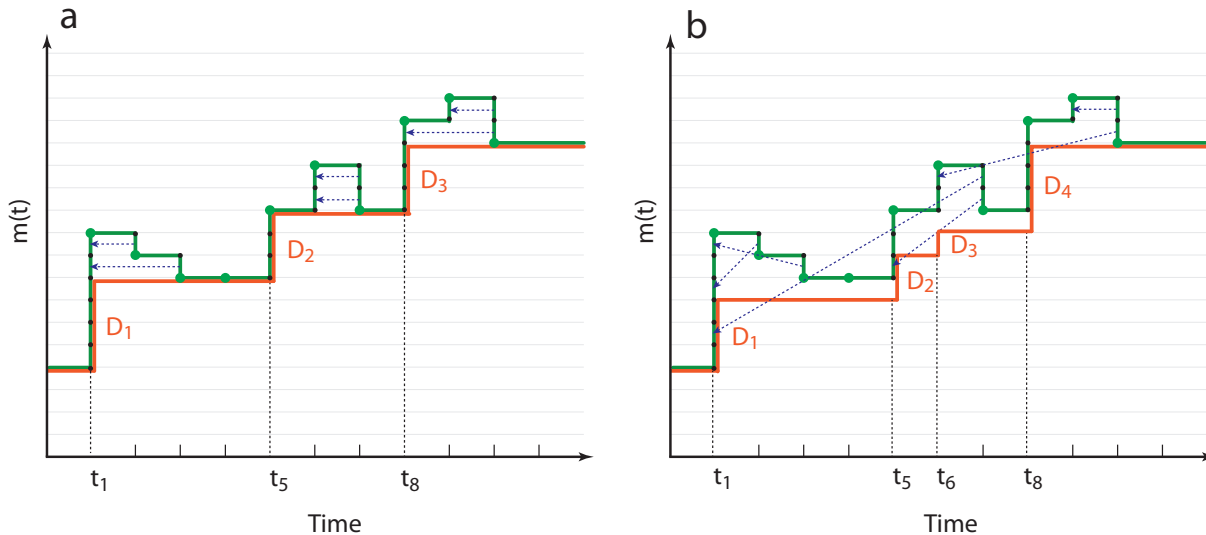 a
m(t)
D₁
D₂
D₃
t₁
t₅
t₈
Time
b
m(t)
D₁
D₂
D₃
D₄
t₁
t₅
t₆
t₈
Time